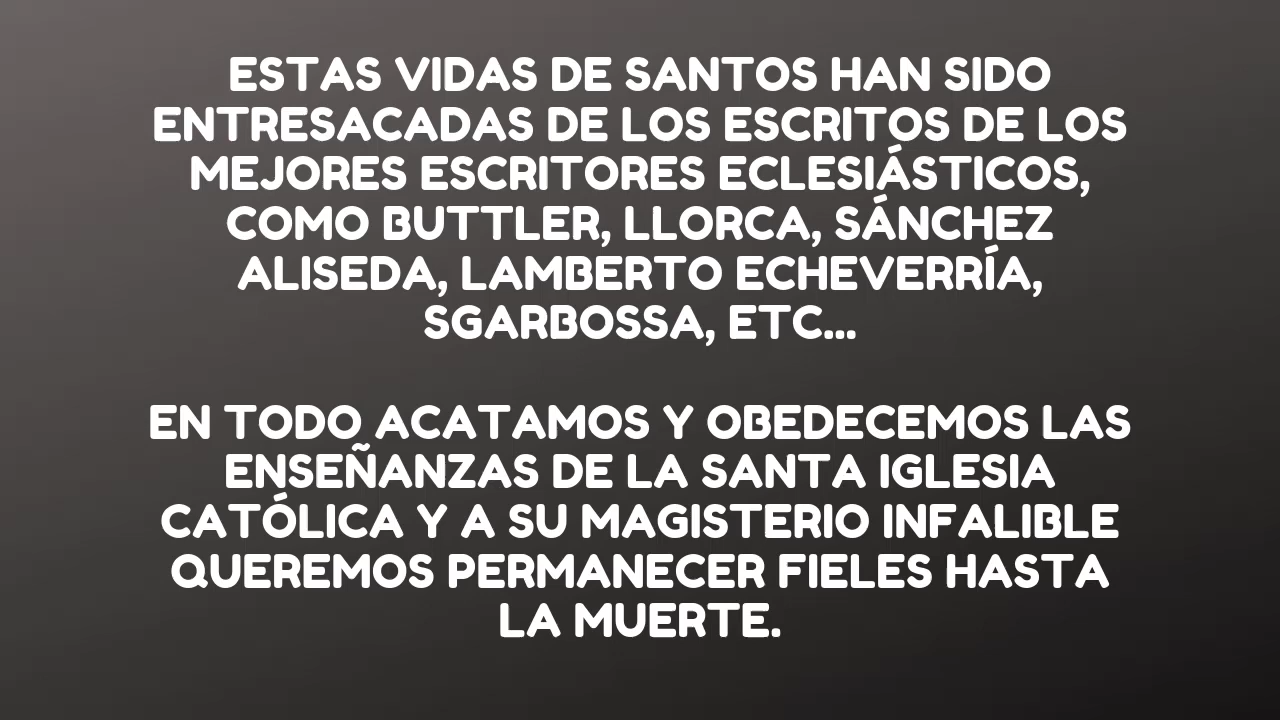 ESTAS VIDAS DE SANTOS HAN SIDO
ENTRESACADAS DE LOS ESCRITOS DE LOS
MEJORES ESCRITORES ECLESIÁSTICOS,
COMO BUTTLER, LLORCA, SÁNCHEZ
ALISEDA, LAMBERTO ECHEVERRÍA,
SGARBOSSA, ETC...
EN TODO ACATAMOS Y OBEDECEMOS LAS
ENSEÑANZAS DE LA SANTA IGLESIA
CATÓLICA Y A SU MAGISTERIO INFALIBLE
QUEREMOS PERMANECER FIELES HASTA
LA MUERTE.